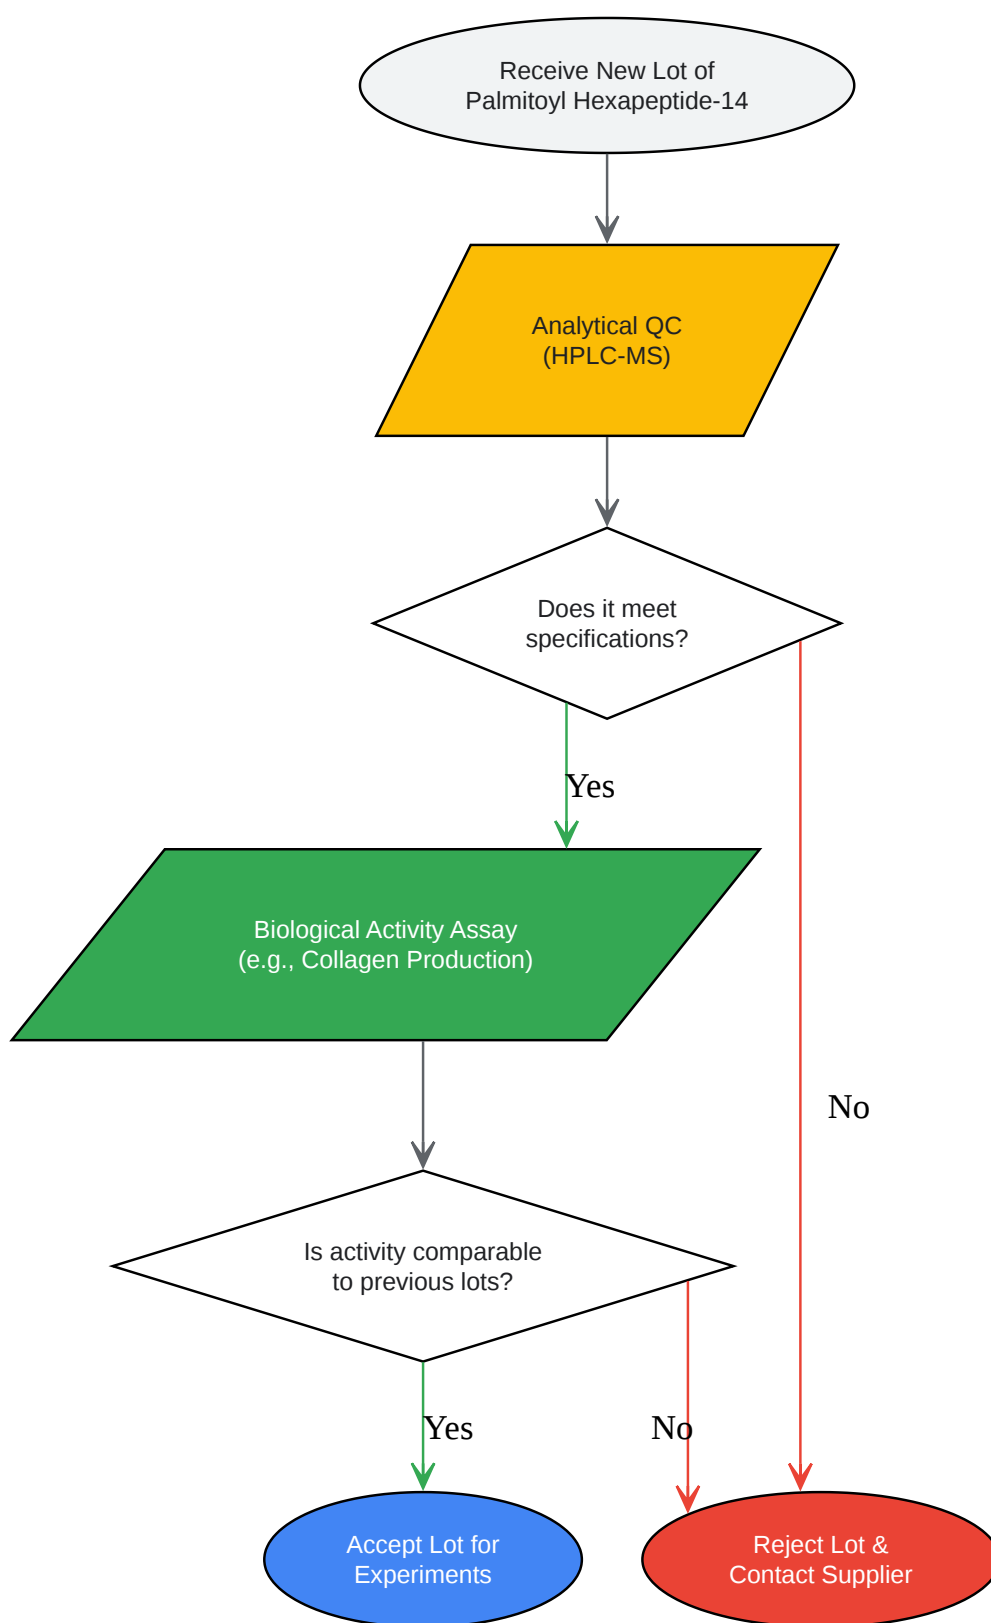 Receive New Lot of
Palmitoyl Hexapeptide-14
Analytical QC
(HPLC-MS)
Does it meet
specifications?
Yes
Biological Activity Assay
(e.g., Collagen Production)
No
Is activity comparable
to previous lots?
Yes
No
Accept Lot for
Experiments
Reject Lot &
Contact Supplier